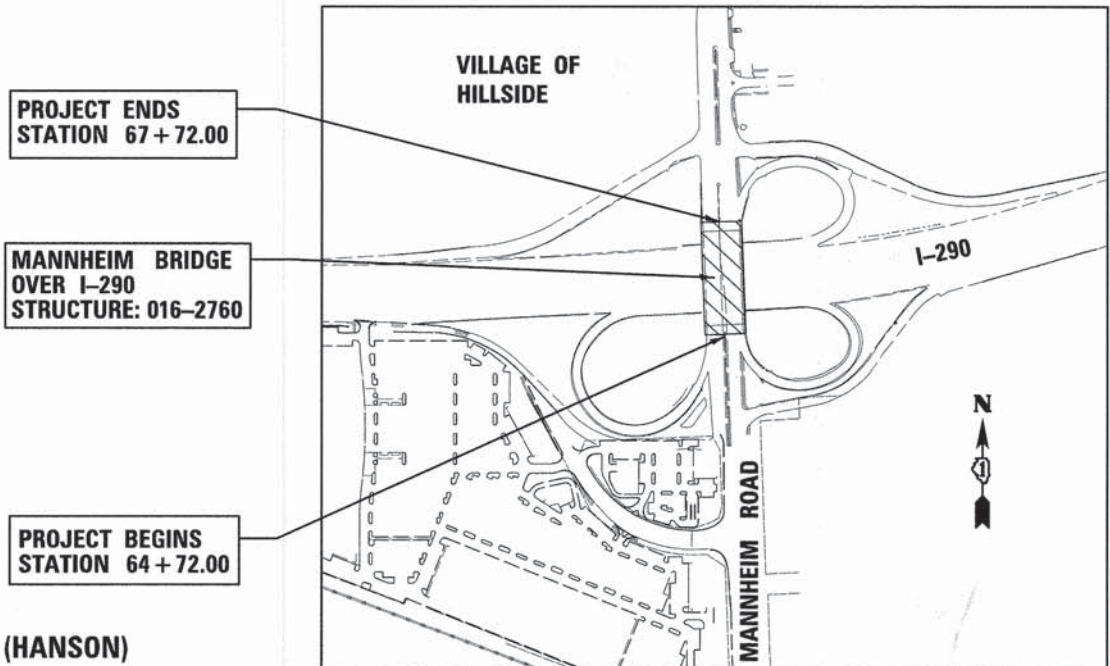 VILLAGE OF
HILLSIDE
PROJECT ENDS
STATION 67+72.00
MANNHEIM BRIDGE
OVER I-290
STRUCTURE: 016-2760
I-290
N
1
PROJECT BEGINS
STATION 64+72.00
MANNHEIM ROAD
(HANSON)